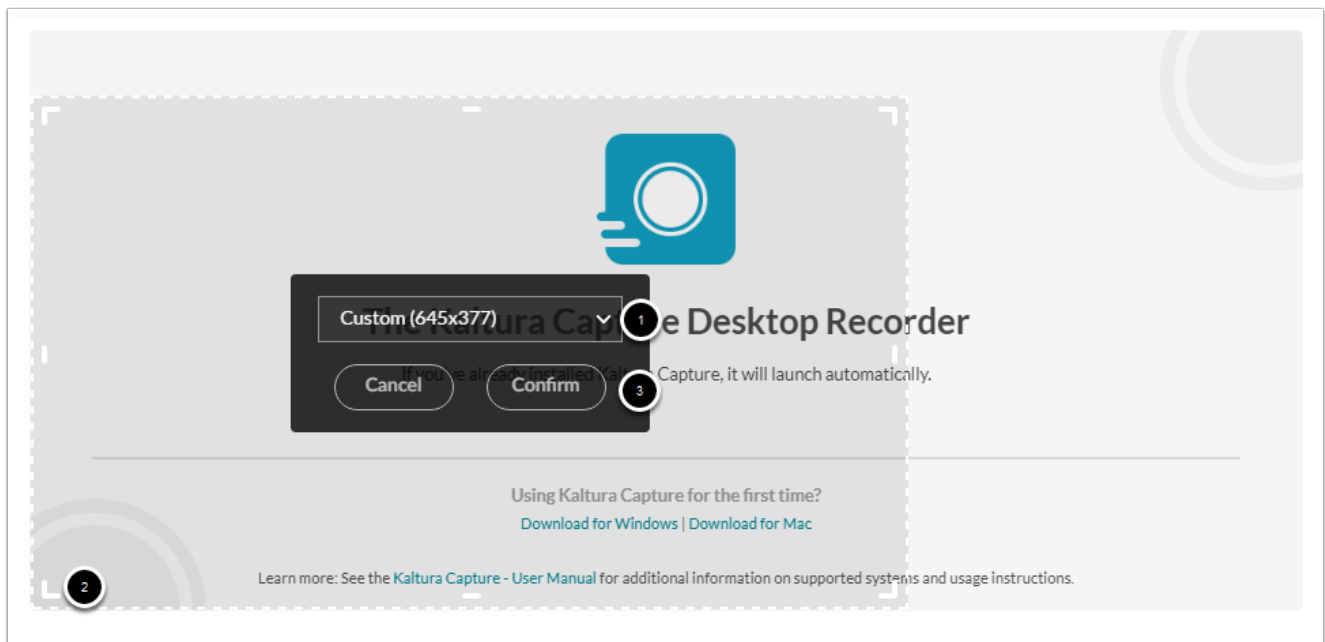 Custom (645x377)
1
The Kaltura Capture Desktop Recorder
If you've already installed Kaltura Capture, it will launch automatically.
Cancel
Confirm
3
Using Kaltura Capture for the first time?
Download for Windows | Download for Mac
2
Learn more: See the Kaltura Capture - User Manual for additional information on supported systems and usage instructions.